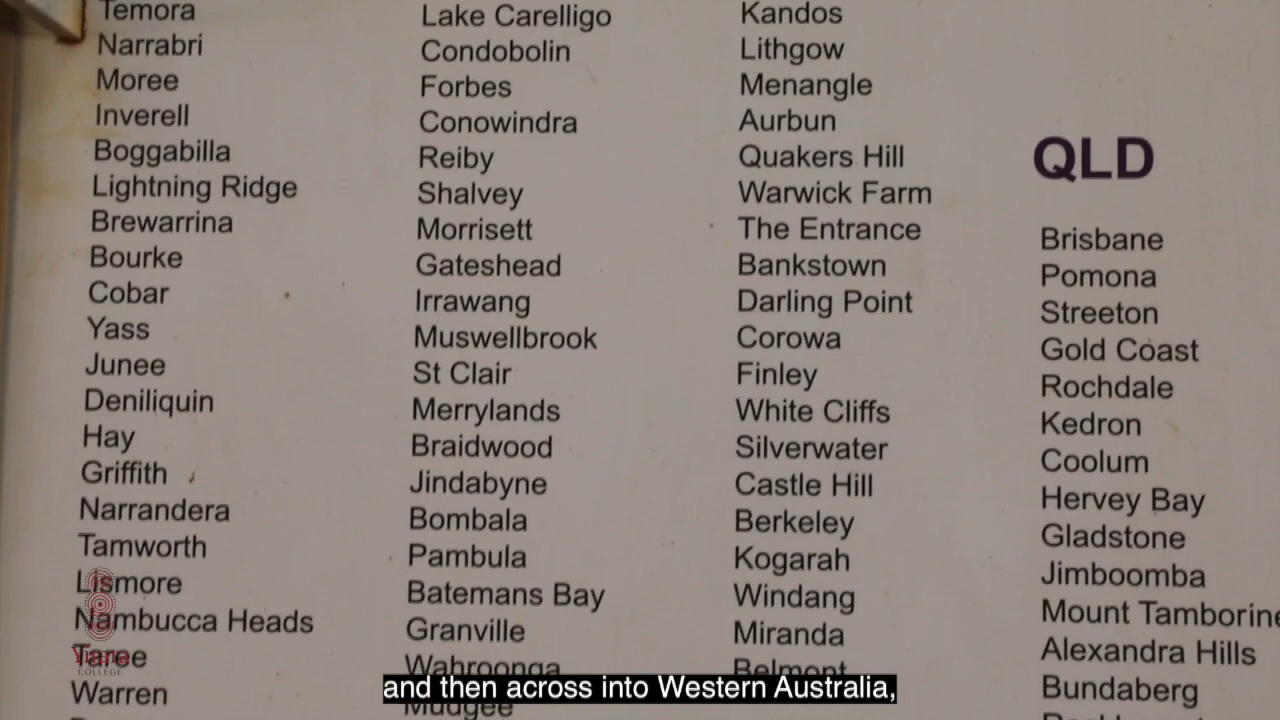 Temora
Narrabri
Moree
Inverell
Boggabilla
Lightning Ridge
Brewarrina
Bourke
Cobar
Yass
Junee
Deniliquin
Hay
Griffith
Narrandera
Tamworth
Lismore
Nambucca Heads
Taree
Warren
Lake Carelligo
Condobolin
Forbes
Conowindra
Reiby
Shalvey
Morrisett
Gateshead
Irrawang
Muswellbrook
St Clair
Merrylands
Braidwood
Jindabyne
Bombala
Pambula
Batemans Bay
Granville
Wahroonga
Mudgee
Kandos
Lithgow
Menangle
Aurbun
Quakers Hill
Warwick Farm
The Entrance
Bankstown
Darling Point
Corowa
Finley
White Cliffs
Silverwater
Castle Hill
Berkeley
Kogarah
Windang
Miranda
Belmont
QLD
Brisbane
Pomona
Streeton
Gold Coast
Rochdale
Kedron
Coolum
Hervey Bay
Gladstone
Jimboomba
Mount Tamborine
Alexandra Hills
Bundaberg
COLLEGE
and then across into Western Australia,